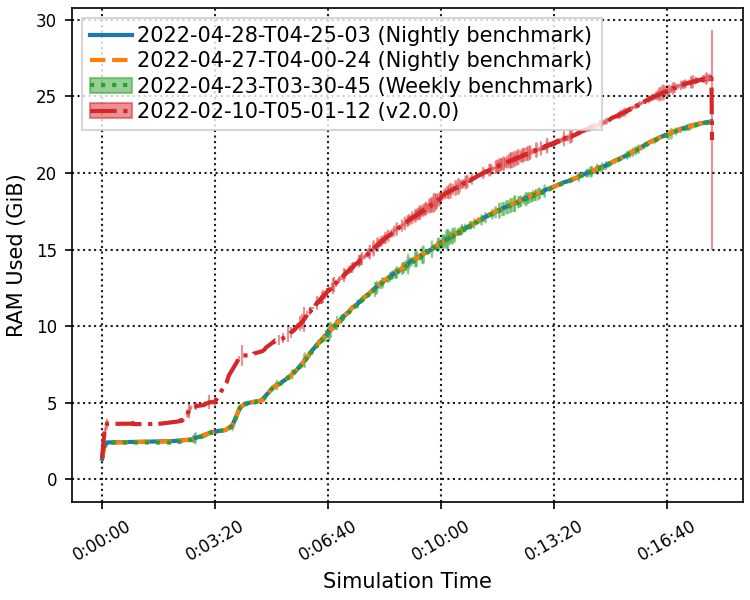 30
25
20
15
10
5
0
RAM Used (GiB)
2022-04-28-T04-25-03 (Nightly benchmark)
2022-04-27-T04-00-24 (Nightly benchmark)
2022-04-23-T03-30-45 (Weekly benchmark)
2022-02-10-T05-01-12 (v2.0.0)
0:00:00
0:03:20
0:06:40
0:10:00
0:13:20
0:16:40
Simulation Time